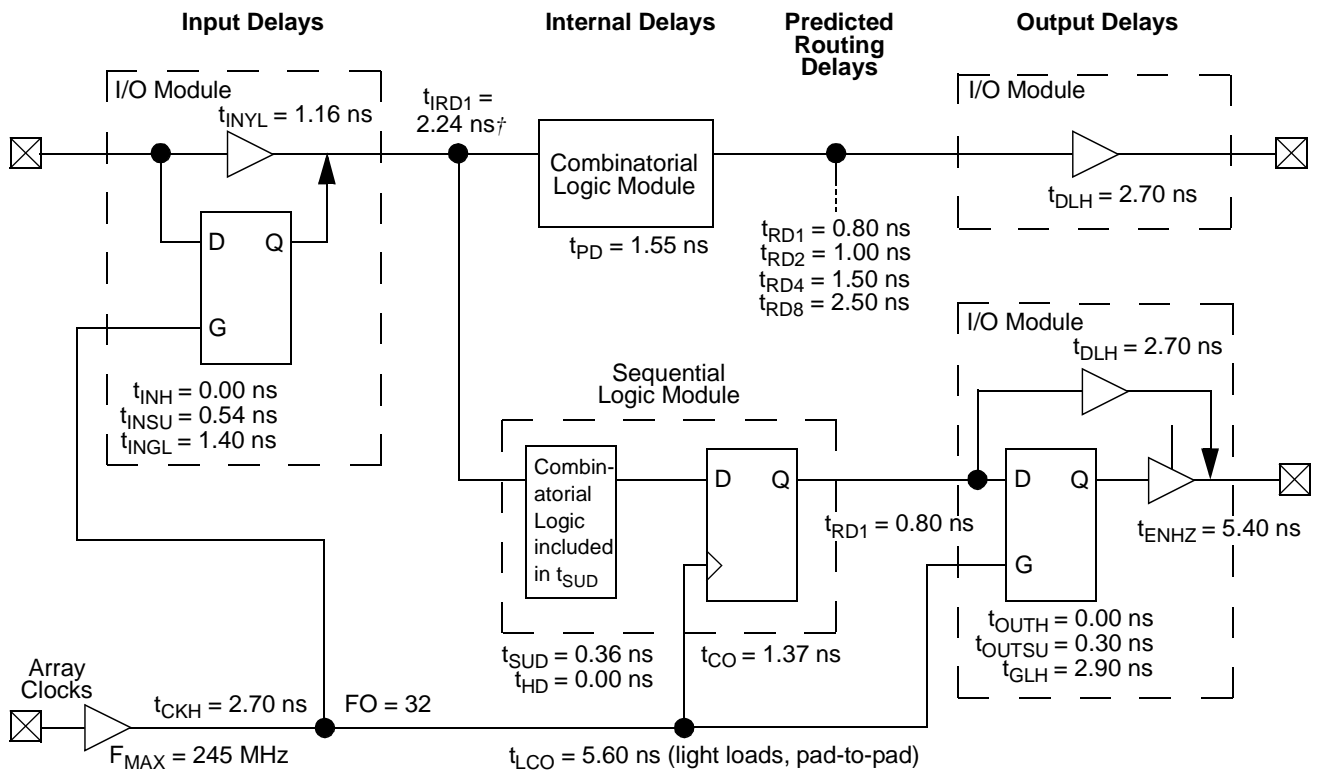 Input Delays
Internal Delays
Predicted
Routing
Delays
Output Delays
I/O Module
tINYL = 1.16 ns
tIRD1 =
2.24 ns†
Combinatorial
Logic Module
tPD = 1.55 ns
tRD1 = 0.80 ns
tRD2 = 1.00 ns
tRD4 = 1.50 ns
tRD8 = 2.50 ns
I/O Module
tDLH = 2.70 ns
D Q
G
tINH = 0.00 ns
tINSU = 0.54 ns
tINGL = 1.40 ns
Sequential
Logic Module
Combin-
atorial
Logic
included
in tSUD
D Q
tSUD = 0.36 ns
tHD = 0.00 ns
tCO = 1.37 ns
tRD1 = 0.80 ns
I/O Module
tDLH = 2.70 ns
D Q
G
tENHZ = 5.40 ns
tOUTH = 0.00 ns
tOUTSU = 0.30 ns
tGLH = 2.90 ns
Array
Clocks
tCKH = 2.70 ns
FO = 32
FMAX = 245 MHz
tLCO = 5.60 ns (light loads, pad-to-pad)